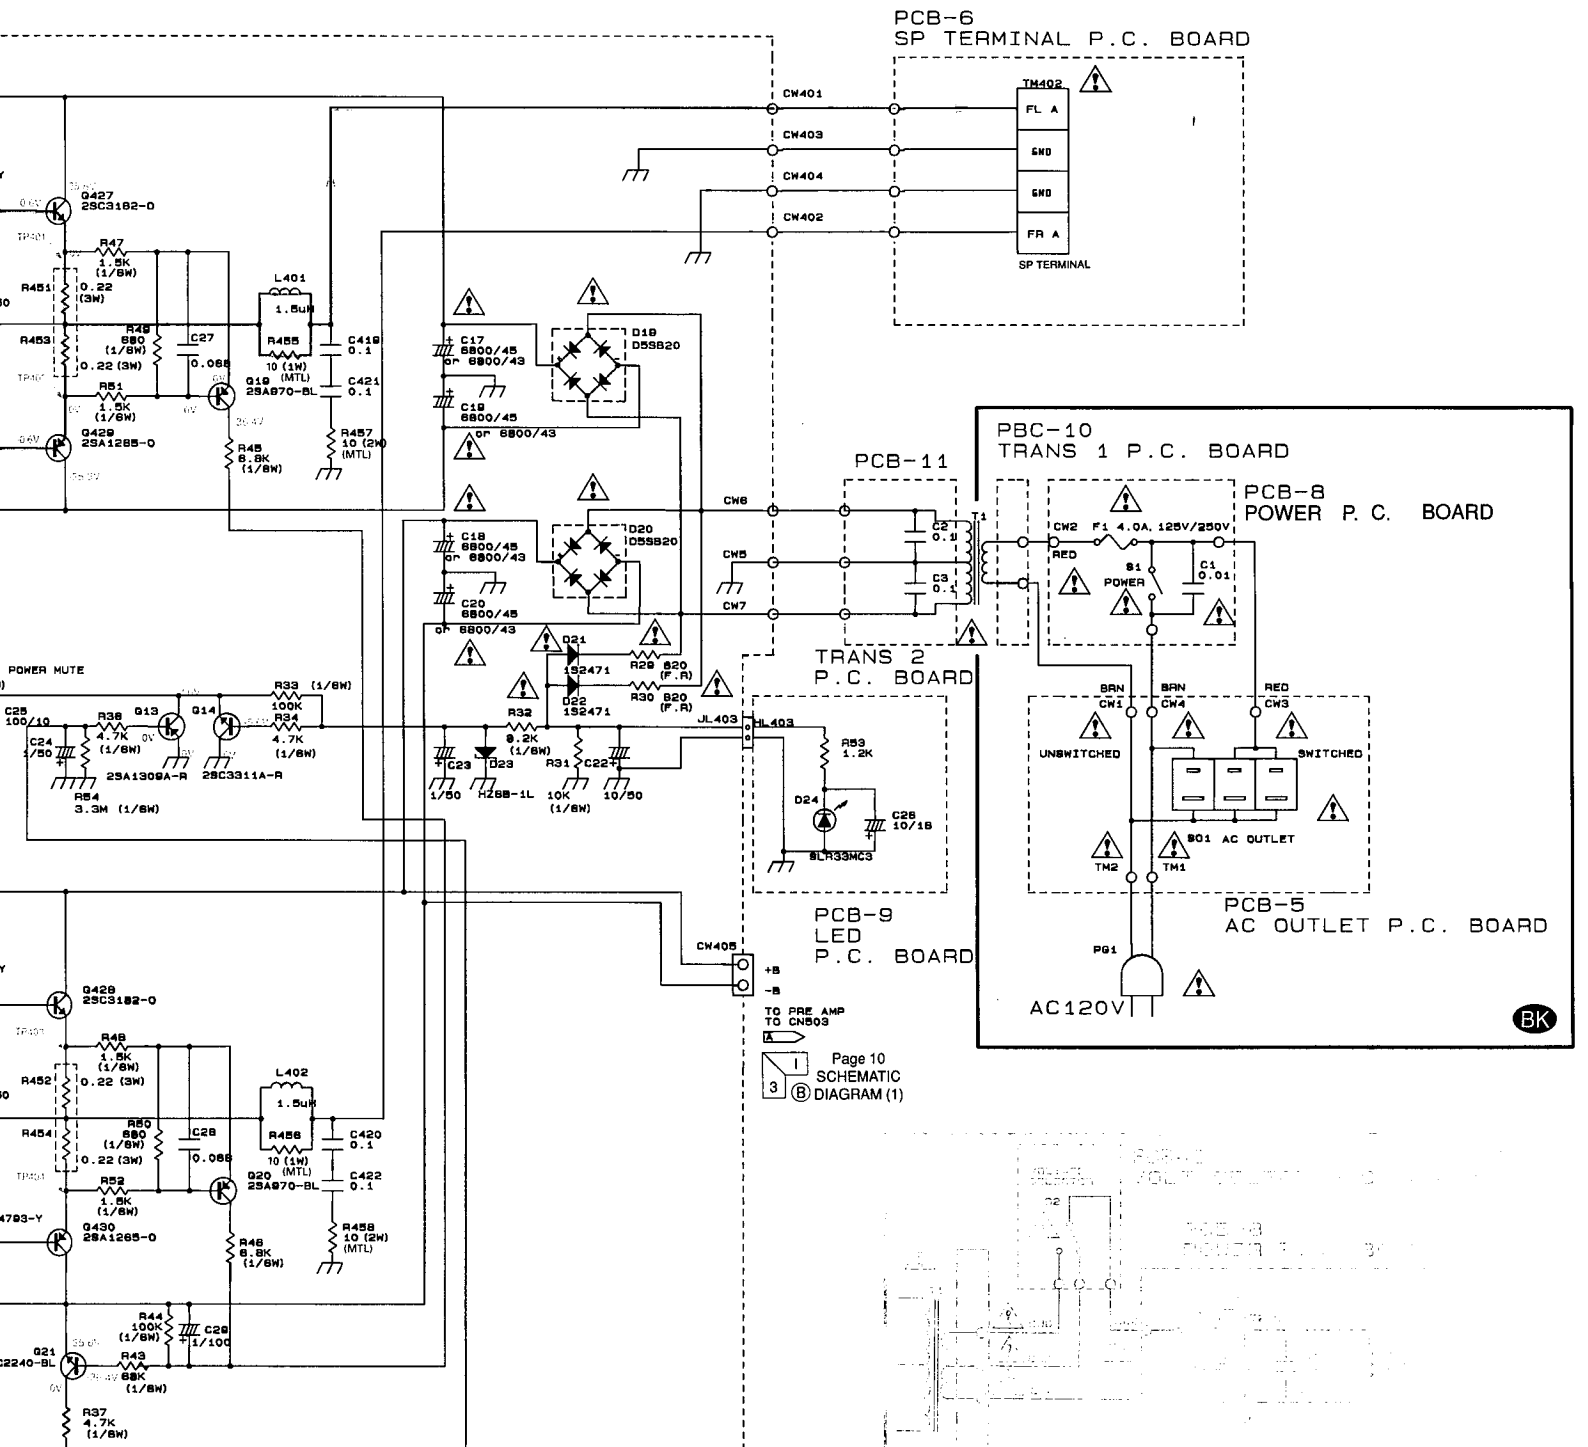 PCB-6
SP TERMINAL P.C. BOARD
TM402
CW401
FL A
CW403
GND
CW404
GND
CW402
FR A
SP TERMINAL
0.6V
Q427
2SC3182-O
TP401
R47
1.5K
(1/6W)
R451
0.22
(3W)
L401
1.5uH
R453
R49
680
(1/6W)
C27
0.068
R455
10 (1W)
(MTL)
C419
0.1
C421
0.1
0.22 (3W)
R51
1.5K
(1/6W)
Q19
2SA970-BL
0V
R457
10 (2W)
(MTL)
0.6V
Q429
2SA1265-O
R45
6.8K
(1/6W)
C17
6800/45
or 6800/43
C19
6800/45
or 6800/43
D19
D5SB20
C18
6800/45
or 6800/43
C20
6800/45
or 6800/43
D20
D5SB20
CW6
CW5
CW7
PCB-11
C2
0.1
C3
0.1
T1
TRANS 2
P.C. BOARD
PBC-10
TRANS 1 P.C. BOARD
PCB-8
POWER P. C. BOARD
CW2
RED
F1 4.0A, 125V/250V
S1
POWER
C1
0.01
BRN
CW1
BRN
CW4
RED
CW3
UNSWITCHED
SWITCHED
SO1 AC OUTLET
TM2
TM1
PCB-5
AC OUTLET P.C. BOARD
PG1
AC120V
BK
D21
1S2471
D22
1S2471
R29 820
(F.R)
R30 820
(F.R)
POWER MUTE
C25
100/10
C24
1/50
R36
4.7K
(1/6W)
Q13
0V
Q14
R33 (1/6W)
100K
R34
4.7K
(1/6W)
2SA1309A-R
2SC3311A-R
R54
3.3M (1/6W)
C23
1/50
D23
HZ6B-1L
R32
8.2K
(1/6W)
R31
10K
(1/6W)
C22
10/50
JL403
HL403
R53
1.2K
D24
SLR33MC3
C26
10/16
PCB-9
LED
P.C. BOARD
CW405
+B
-B
TO PRE AMP
TO CN503
A
1
3
B
Page 10
SCHEMATIC
DIAGRAM (1)
Q428
2SC3182-O
TP403
R48
1.5K
(1/6W)
R452
0.22 (3W)
L402
1.5uH
R454
R50
680
(1/6W)
C28
0.068
R456
10 (1W)
(MTL)
C420
0.1
C422
0.1
0.22 (3W)
TP404
R52
1.5K
(1/6W)
Q20
2SA970-BL
4793-Y
Q430
2SA1265-O
R46
6.8K
(1/6W)
R458
10 (2W)
(MTL)
R44
100K
(1/6W)
C29
1/100
Q21
C2240-BL
R43
68K
(1/6W)
0V
R37
4.7K
(1/6W)